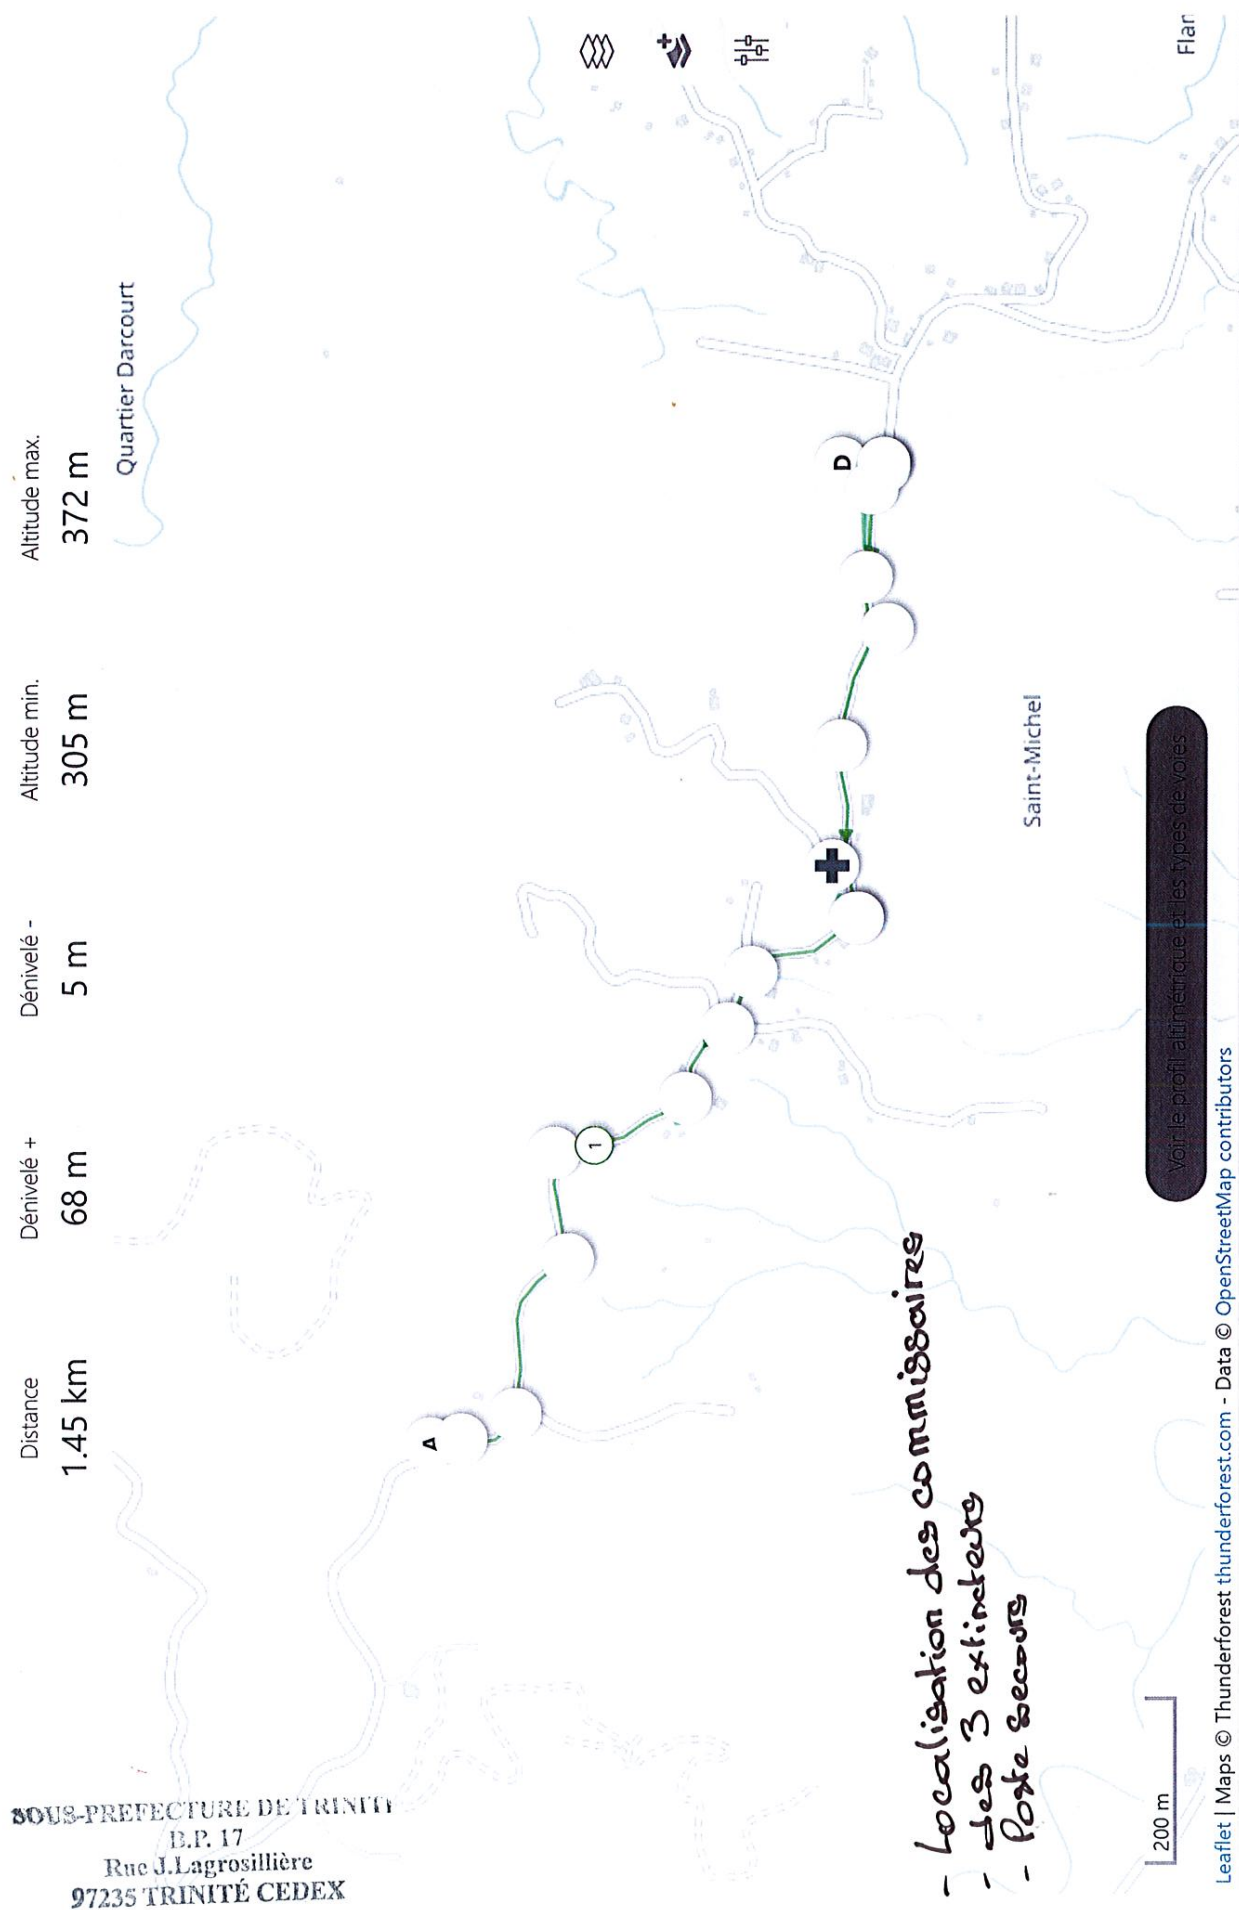 Distance
1.45 km
Dénivelé +
68 m
Dénivelé -
5 m
Altitude min.
305 m
Altitude max.
372 m
Quartier Darcourt
A
1
D
Saint-Michel
Flar
- Localisation des commissaires
- des 3 extincteurs
- Poste secours
Voir le profil altimétrique et les types de voies
200 m
Leaflet | Maps © Thunderforest thunderforest.com - Data © OpenStreetMap contributors
SOUS-PREFECTURE DE TRINITE
B.P. 17
Rue J.Lagrosillière
97235 TRINITÉ CEDEX